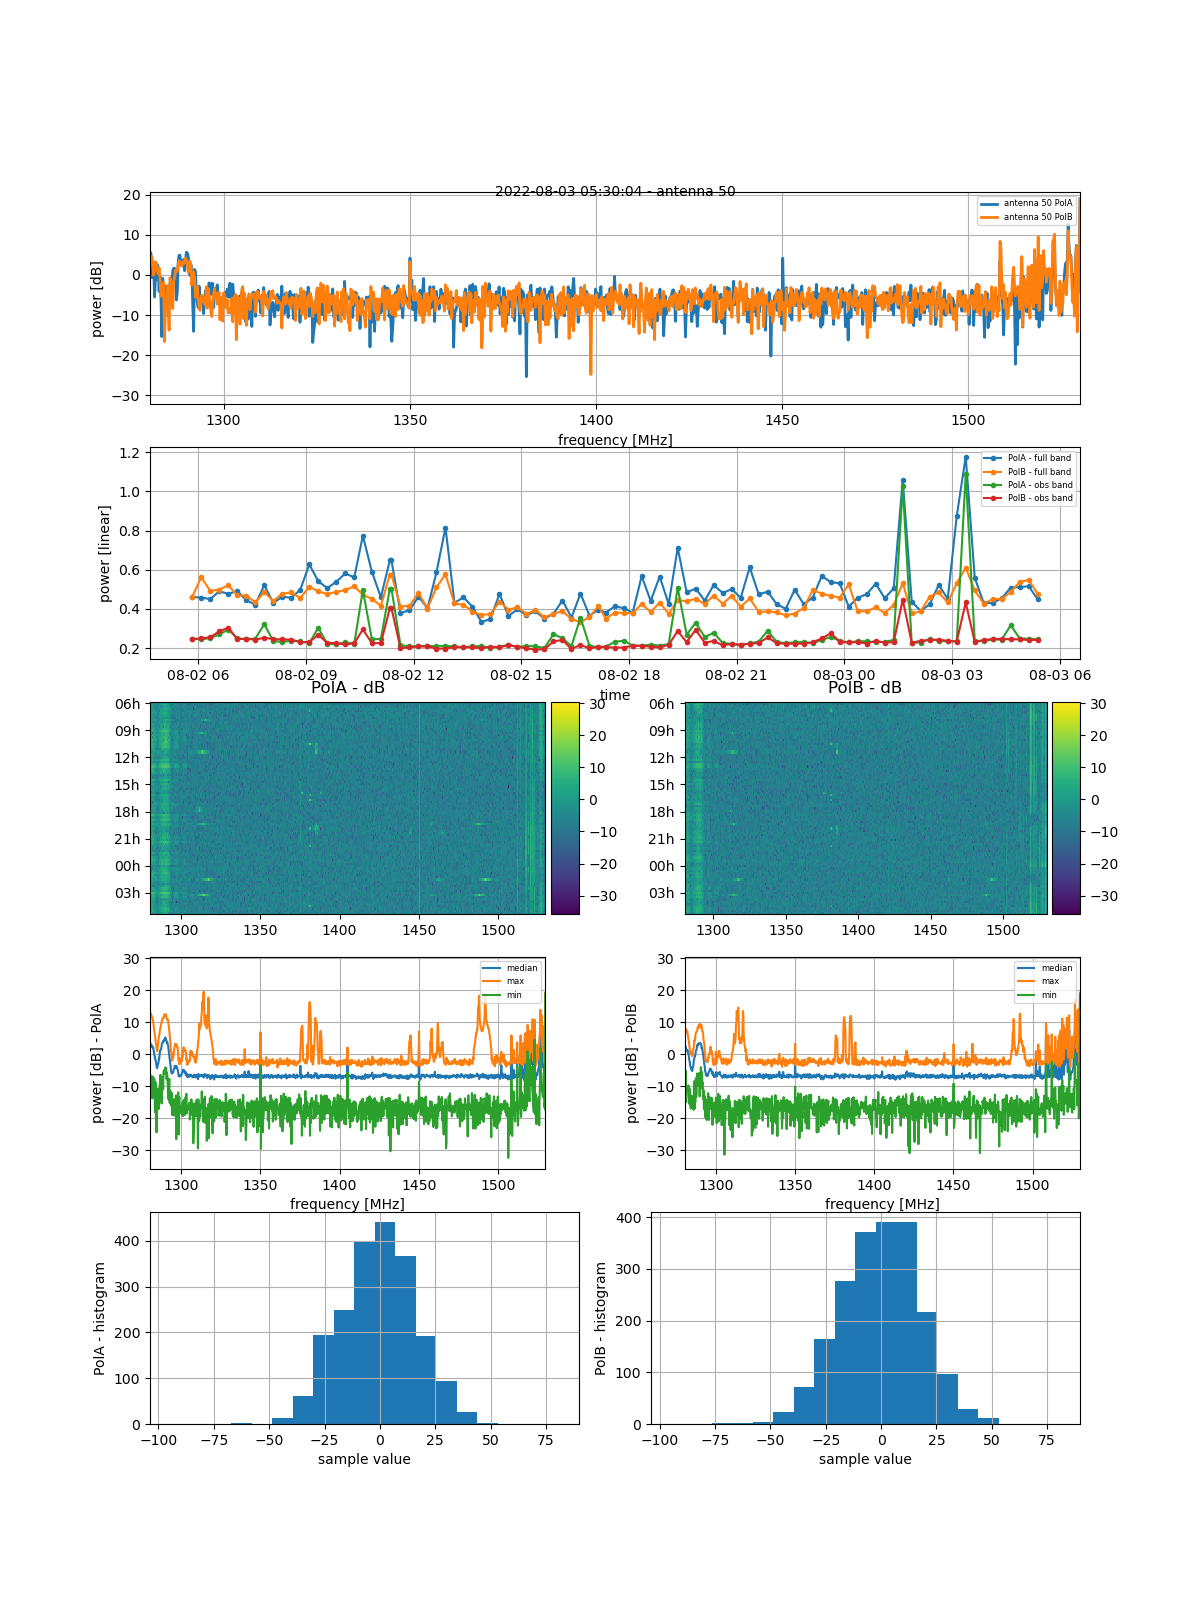 2022-08-03 05:30:04 - antenna 50
antenna 50 PolA
antenna 50 PolB
power [dB]
20
10
0
−10
−20
−30
1300 1350 1400 1450 1500
frequency [MHz]
power [linear]
1.2
1.0
0.8
0.6
0.4
0.2
PolA - full band
PolB - full band
PolA - obs band
PolB - obs band
08-02 06 08-02 09 08-02 12 08-02 15 08-02 18 08-02 21 08-03 00 08-03 03 08-03 06
time
PolA - dB
06h
09h
12h
15h
18h
21h
00h
03h
1300 1350 1400 1450 1500
30
20
10
0
−10
−20
−30
PolB - dB
06h
09h
12h
15h
18h
21h
00h
03h
1300 1350 1400 1450 1500
30
20
10
0
−10
−20
−30
power [dB] - PolA
30
20
10
0
−10
−20
−30
median
max
min
1300 1350 1400 1450 1500
frequency [MHz]
power [dB] - PolB
30
20
10
0
−10
−20
−30
median
max
min
1300 1350 1400 1450 1500
frequency [MHz]
PolA - histogram
400
300
200
100
0
−100 −75 −50 −25 0 25 50 75
sample value
PolB - histogram
400
300
200
100
0
−100 −75 −50 −25 0 25 50 75
sample value